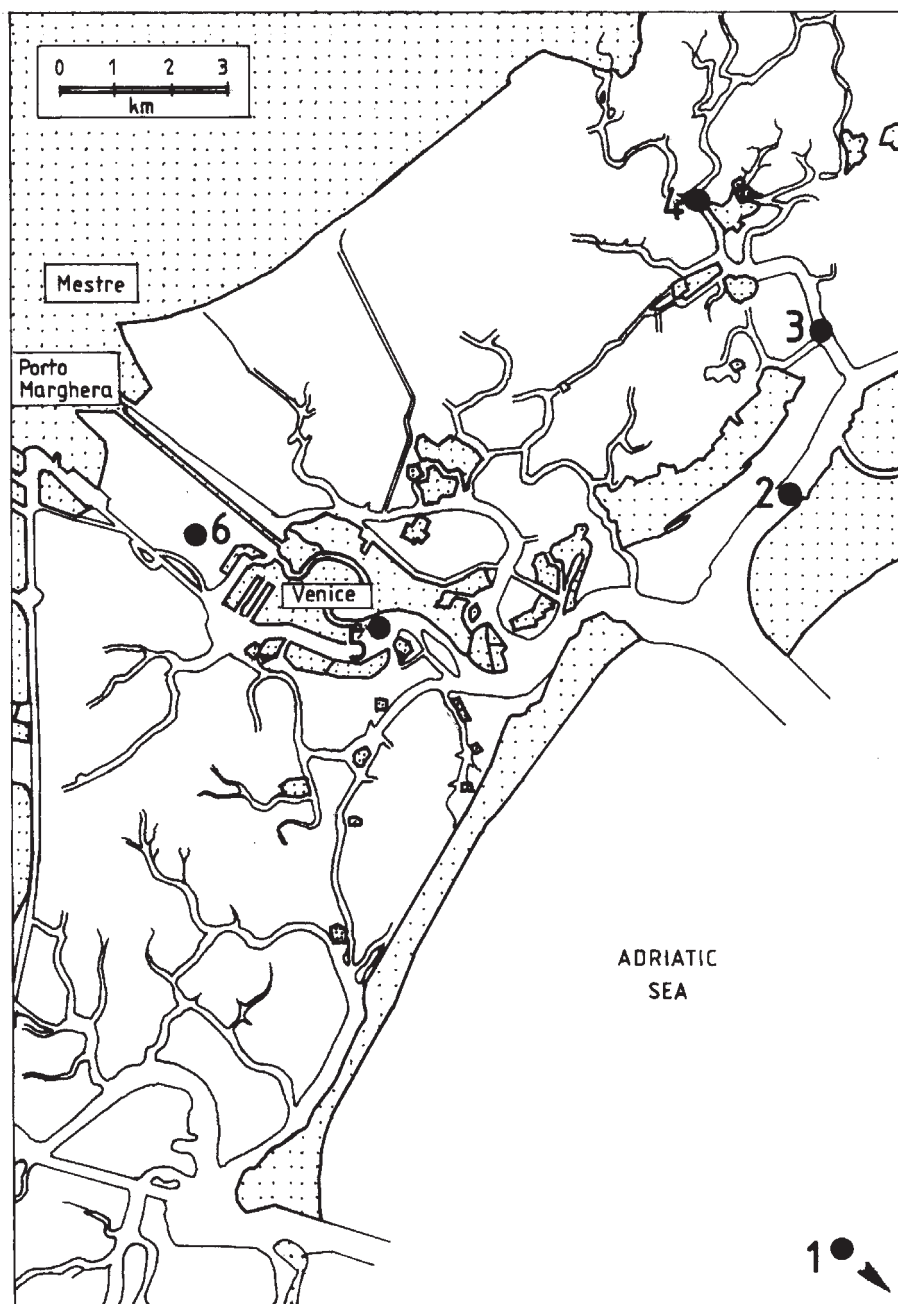 0 1 2 3
km
4
Mestre
3
Porto
Marghera
2
6
Venice
5
ADRIATIC
SEA
1